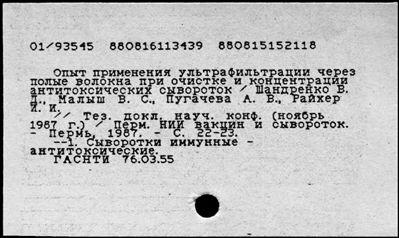 01/93545 880816113439 880815152118
Опыт применения ультрафильтрации через
полые волокна при очистке и концентрации
антитоксических сывороток / Шандренко В.
Д., Малыш В. С., Пугачева А. В., Райхер
И. И.
// Тез. докл. науч. конф. (ноябрь
1987 г.) / Перм. НИИ вакцин и сывороток.
- Пермь, 1987. - С. 22-23.
--1. Сыворотки иммунные -
антитоксические.
ГАСНТИ 76.03.55